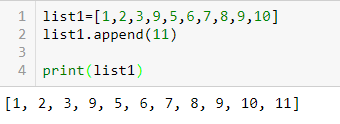 1 list1=[1,2,3,9,5,6,7,8,9,10]
2 list1.append(11)
3
4 print(list1)
[1, 2, 3, 9, 5, 6, 7, 8, 9, 10, 11]